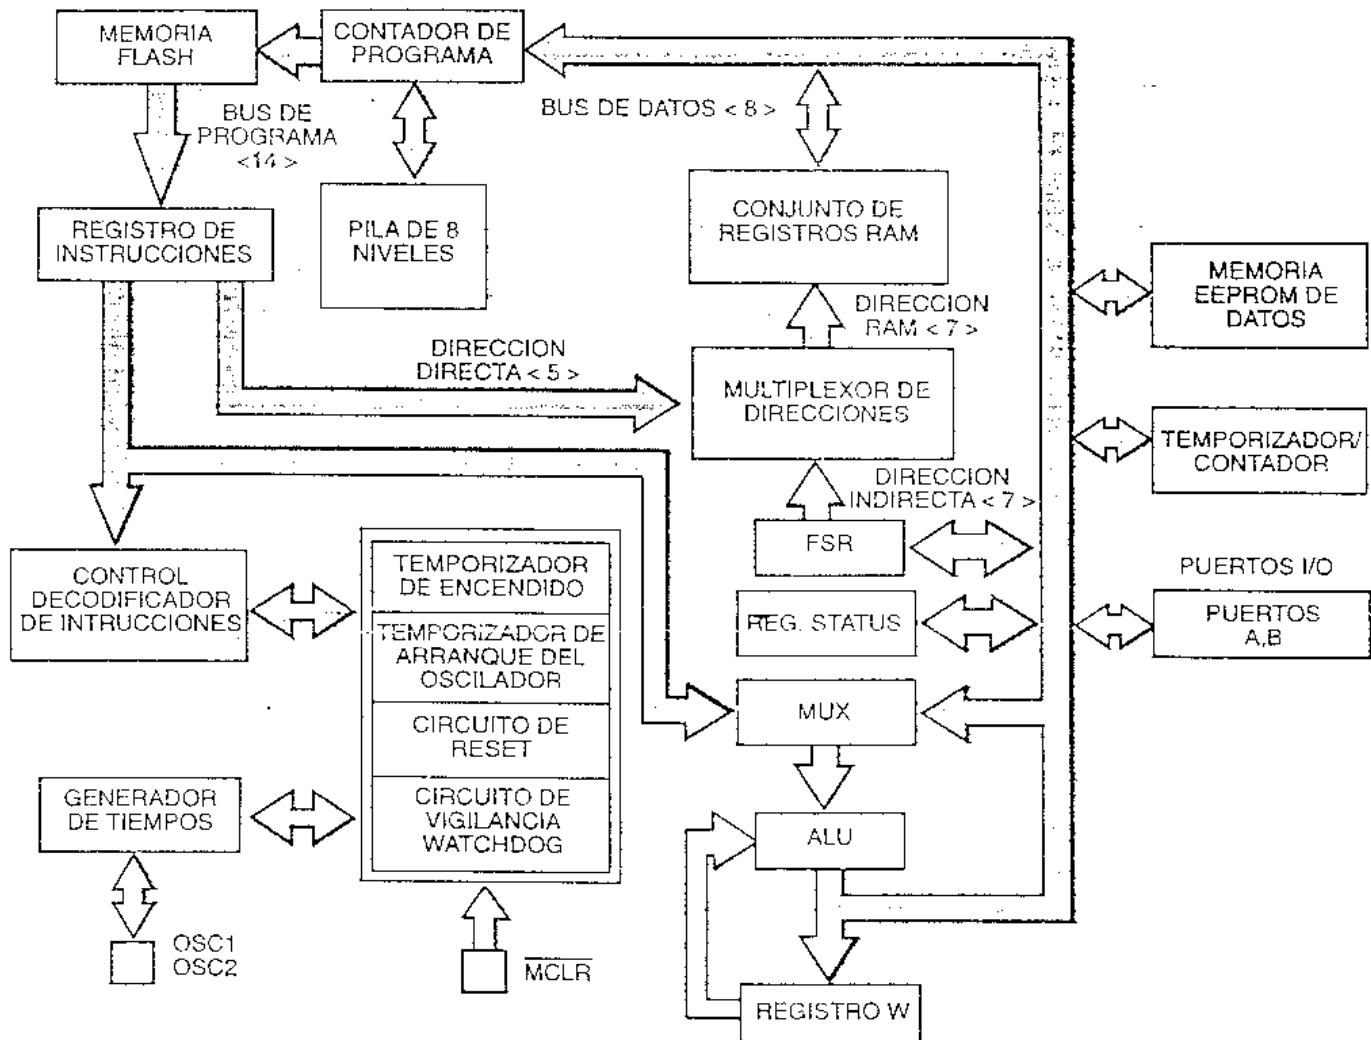 MEMORIA
FLASH
CONTADOR DE
PROGRAMA
BUS DE
PROGRAMA
<14>
BUS DE DATOS < 8 >
REGISTRO DE
INSTRUCCIONES
PILA DE 8
NIVELES
CONJUNTO DE
REGISTROS RAM
MEMORIA
EEPROM DE
DATOS
DIRECCION
RAM < 7 >
DIRECCION
DIRECTA < 5 >
MULTIPLEXOR DE
DIRECCIONES
TEMPORIZADOR/
CONTADOR
DIRECCION
INDIRECTA < 7 >
FSR
CONTROL
DECODIFICADOR
DE INTRUCCIONES
TEMPORIZADOR
DE ENCENDIDO
TEMPORIZADOR DE
ARRANQUE DEL
OSCILADOR
CIRCUITO DE
RESET
CIRCUITO DE
VIGILANCIA
WATCHDOG
REG. STATUS
PUERTOS I/O
PUERTOS
A,B
MUX
GENERADOR
DE TIEMPOS
ALU
OSC1
OSC2
MCLR
REGISTRO W